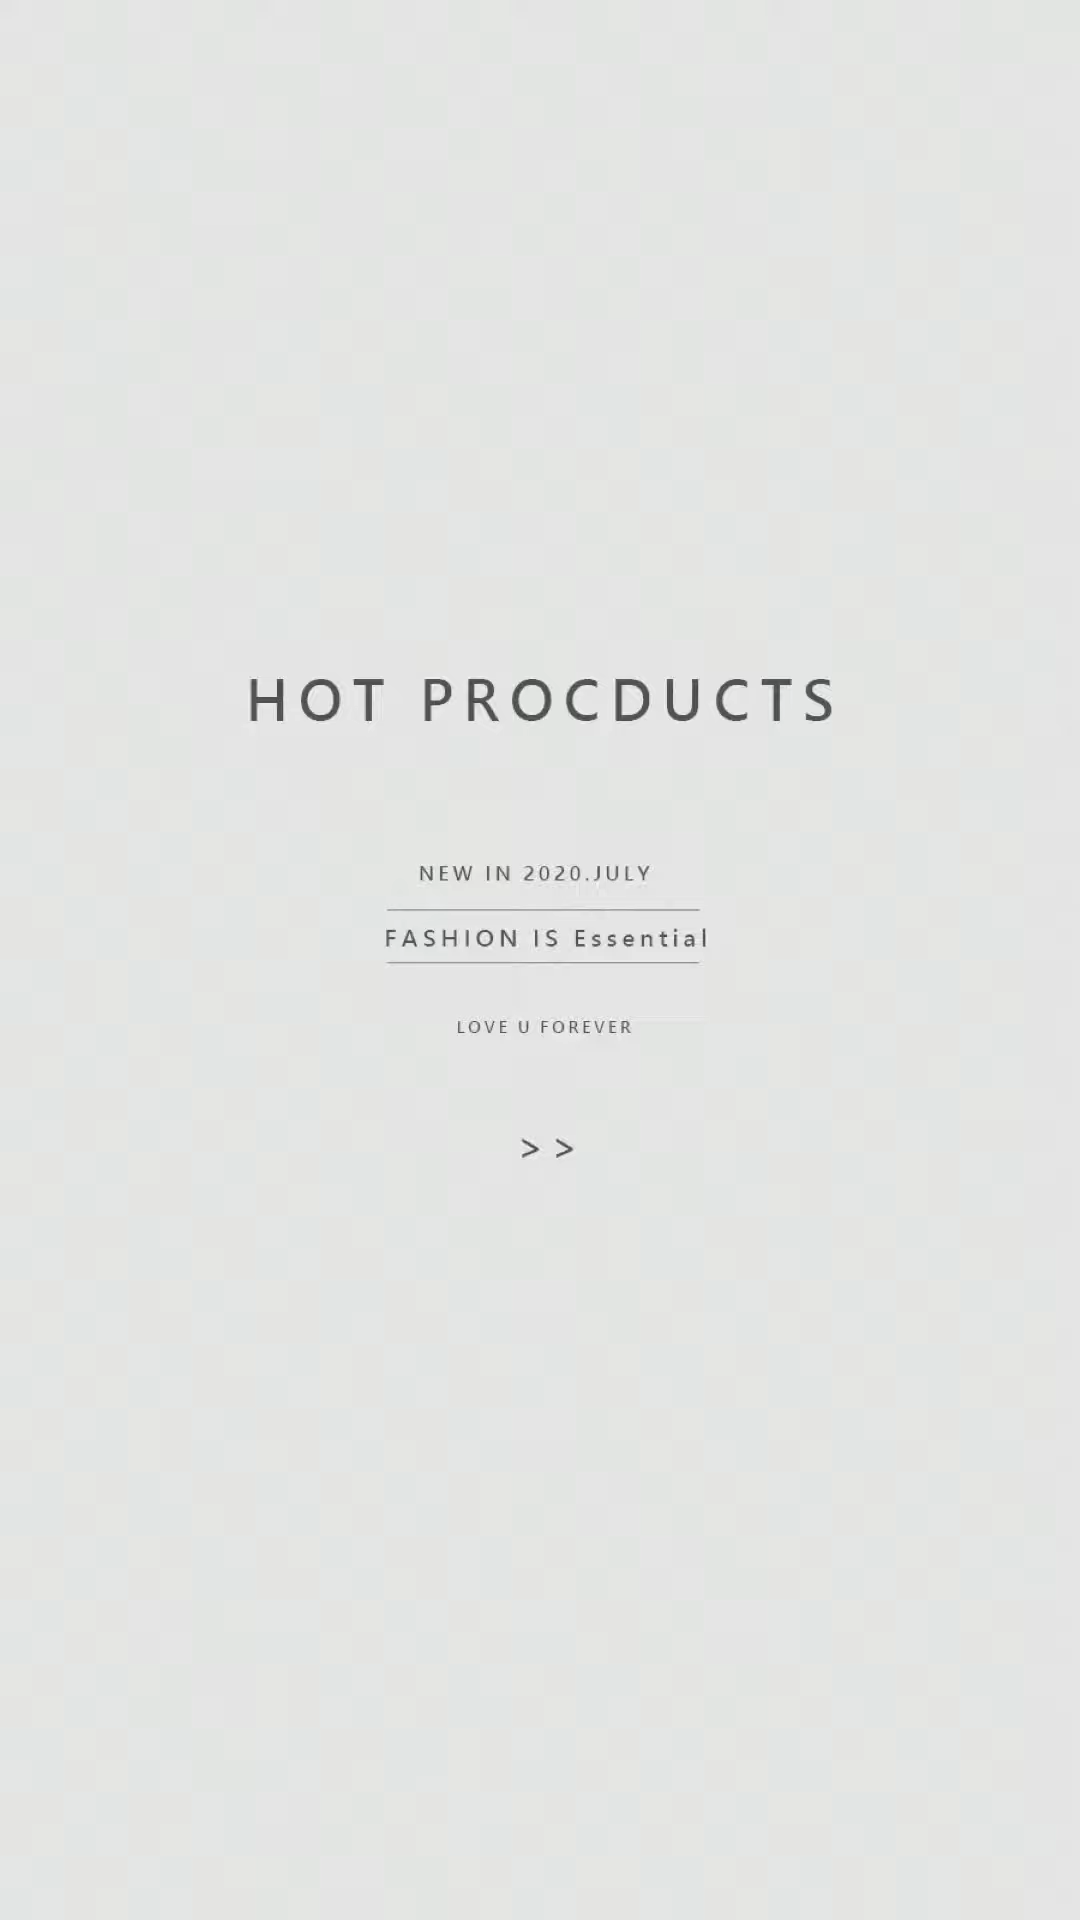 HOT PROCDUCTS
NEW IN 2020.JULY
FASHION IS Essential
LOVE U FOREVER
> >